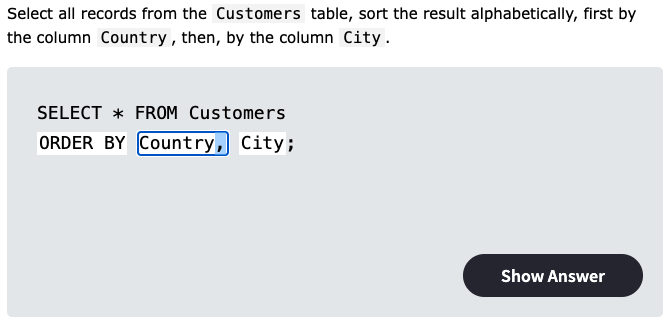 Select all records from the Customers table, sort the result alphabetically, first by
the column Country, then, by the column City.
SELECT * FROM Customers
ORDER BY Country, City;
Show Answer